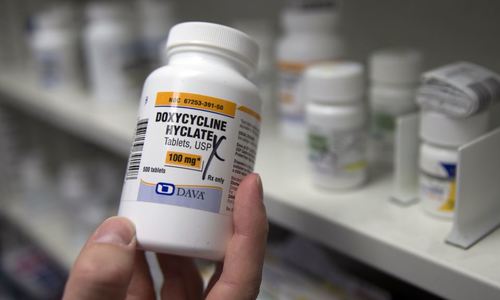 NDC 67253-391-50
DOXYCYCLINE
HYCLATE
Tablets, USP
100 mg*
Rx only
500 tablets
DAVA